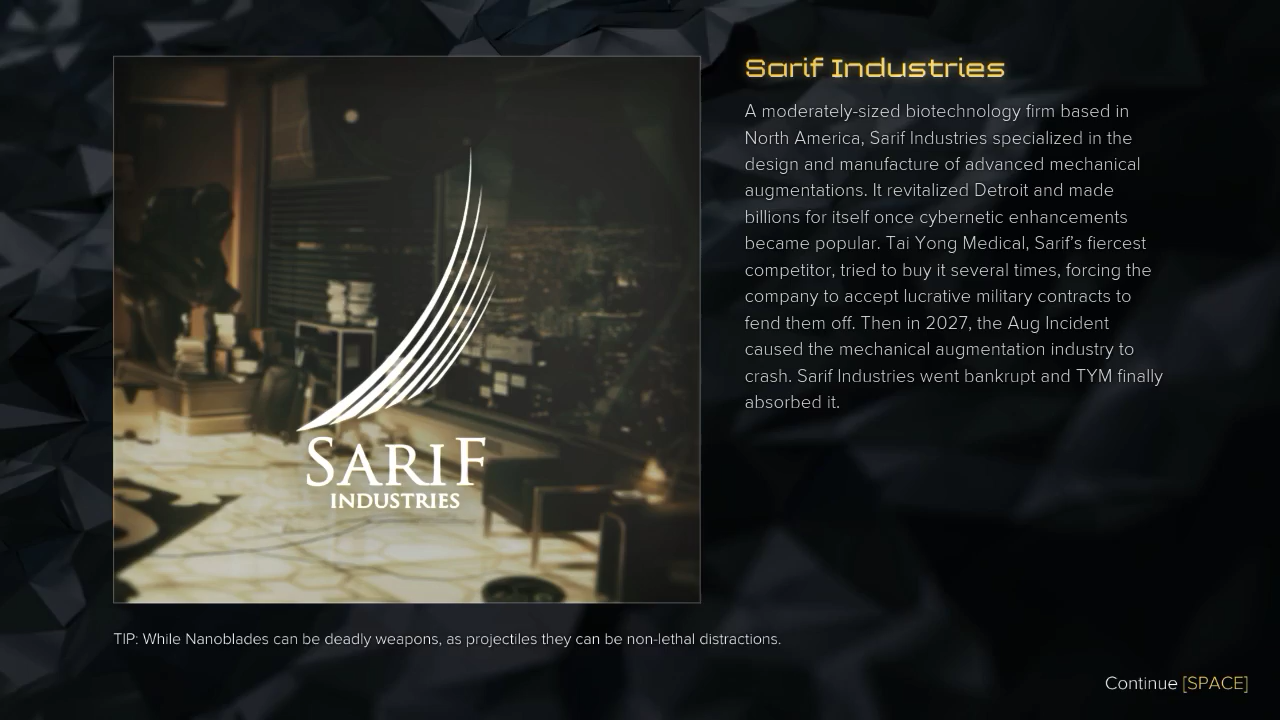 Sarif Industries
A moderately-sized biotechnology firm based in
North America, Sarif Industries specialized in the
design and manufacture of advanced mechanical
augmentations. It revitalized Detroit and made
billions for itself once cybernetic enhancements
became popular. Tai Yong Medical, Sarif's fiercest
competitor, tried to buy it several times, forcing the
company to accept lucrative military contracts to
fend them off. Then in 2027, the Aug Incident
caused the mechanical augmentation industry to
crash. Sarif Industries went bankrupt and TYM finally
absorbed it.
SARIF
INDUSTRIES
TIP: While Nanoblades can be deadly weapons, as projectiles they can be non-lethal distractions.
Continue [SPACE]